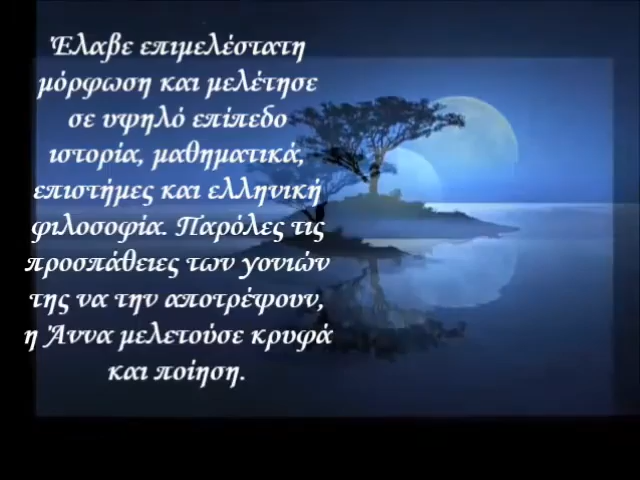 Έλαβε επιμελέστατη
μόρφωση και μελέτησε
σε υψηλό επίπεδο
ιστορία, μαθηματικά,
επιστήμες και ελληνική
φιλοσοφία. Παρόλες τις
προσπάθειες των γονιών
της να την αποτρέψουν,
η Άννα μελετούσε κρυφά
και ποίηση.